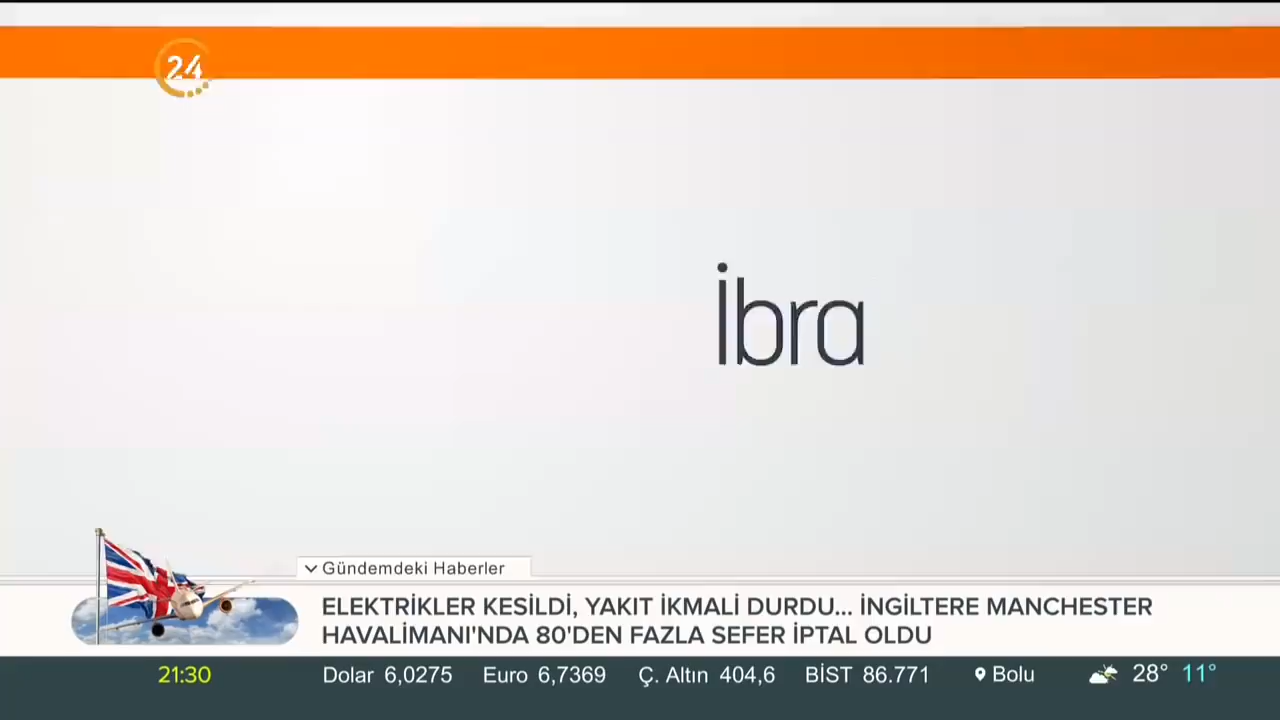 24
İbra
Gündemdeki Haberler
ELEKTRİKLER KESİLDİ, YAKIT İKMALİ DURDU... İNGİLTERE MANCHESTER
HAVALİMANI'NDA 80'DEN FAZLA SEFER İPTAL OLDU
21:30 Dolar 6,0275 Euro 6,7369 Ç. Altın 404,6 BİST 86.771 Bolu 28° 11°